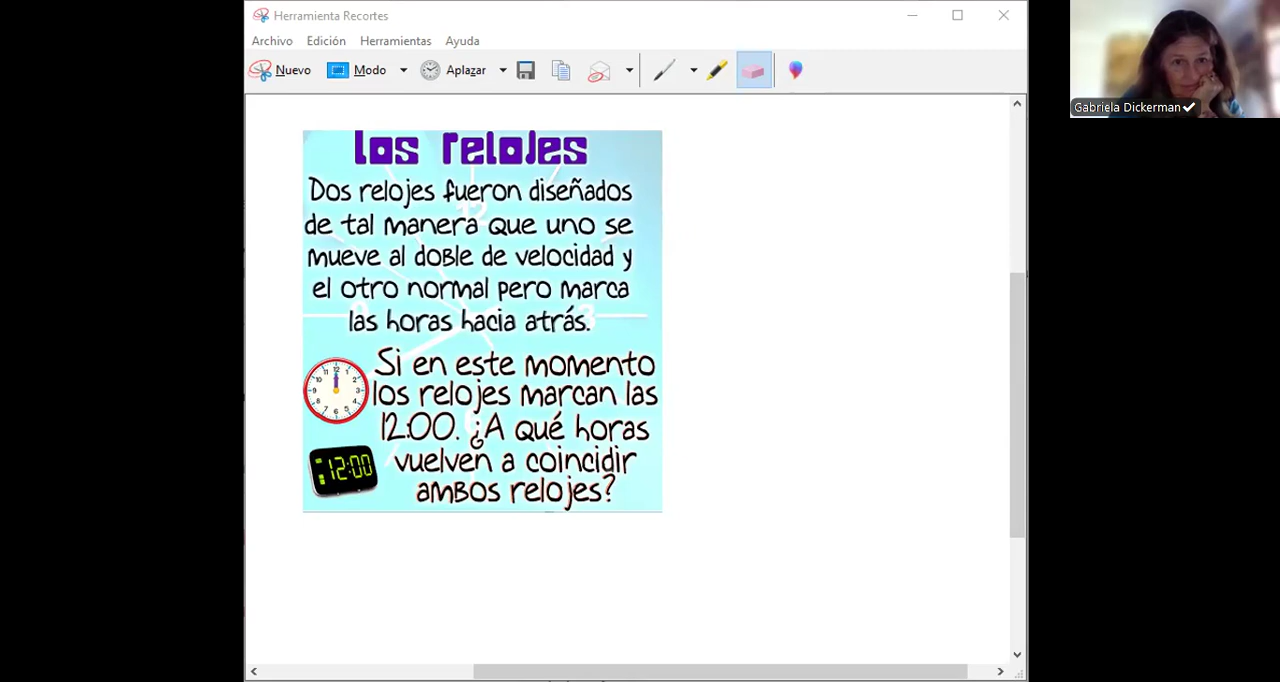 Herramienta Recortes
Archivo Edición Herramientas Ayuda
Nuevo Modo Aplazar
Gabriela Dickerman
los relojes
Dos relojes fueron diseñados
de tal manera que uno se
mueve al doble de velocidad y
el otro normal pero marca
las horas hacia atrás.
Si en este momento
los relojes marcan las
12:00. ¿A qué horas
vuelven a coincidir
ambos relojes?
12:00